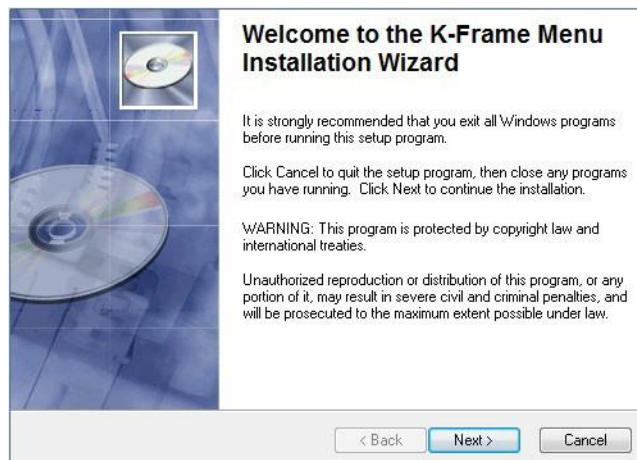 Welcome to the K-Frame Menu
Installation Wizard
It is strongly recommended that you exit all Windows programs
before running this setup program.
Click Cancel to quit the setup program, then close any programs
you have running. Click Next to continue the installation.
WARNING: This program is protected by copyright law and
international treaties.
Unauthorized reproduction or distribution of this program, or any
portion of it, may result in severe civil and criminal penalties, and
will be prosecuted to the maximum extent possible under law.
< Back Next > Cancel